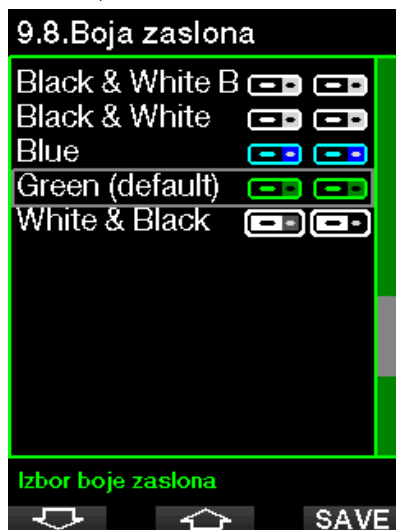 9.8.Boja zaslona
Black & White B
Black & White
Blue
Green (default)
White & Black
Izbor boje zaslona
SAVE